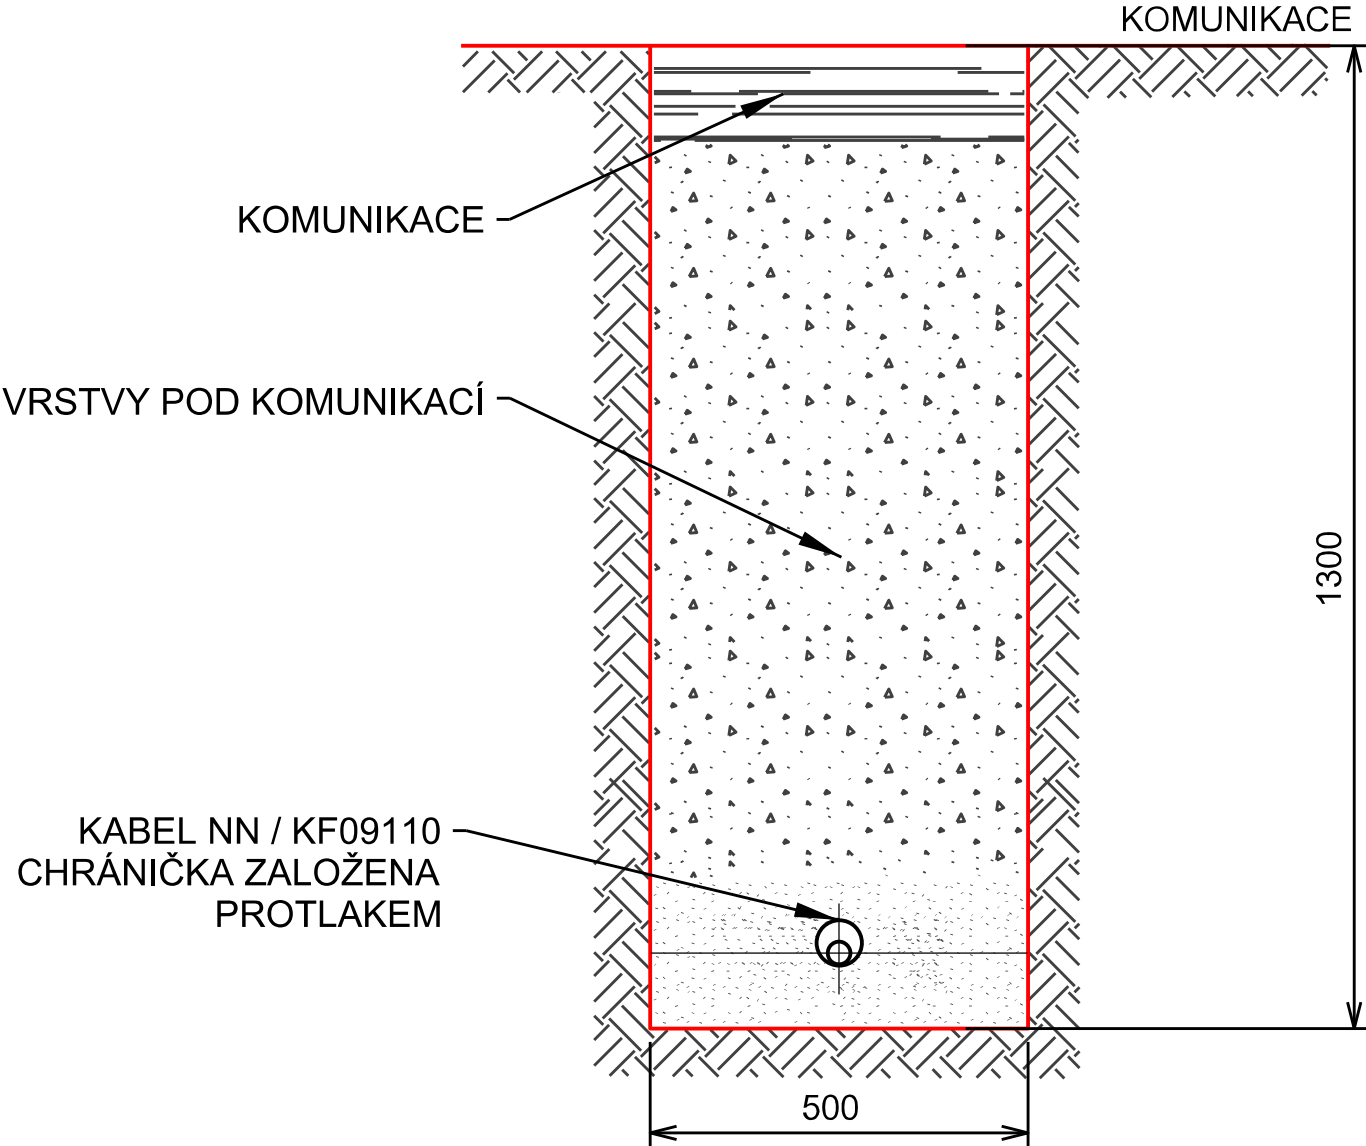 KOMUNIKACE
KOMUNIKACE
VRSTVY POD KOMUNIKACÍ
1300
KABEL NN / KF09110
CHRÁNIČKA ZALOŽENA
PROTLAKEM
500